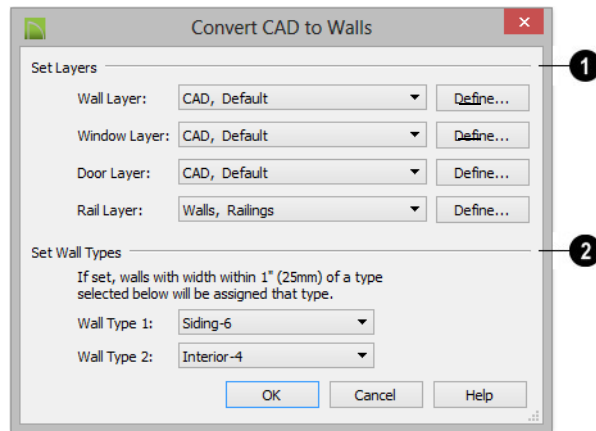 Convert CAD to Walls
Set Layers
1
Wall Layer: CAD, Default Define...
Window Layer: CAD, Default Define...
Door Layer: CAD, Default Define...
Rail Layer: Walls, Railings Define...
Set Wall Types
2
If set, walls with width within 1" (25mm) of a type
selected below will be assigned that type.
Wall Type 1: Siding-6
Wall Type 2: Interior-4
OK Cancel Help